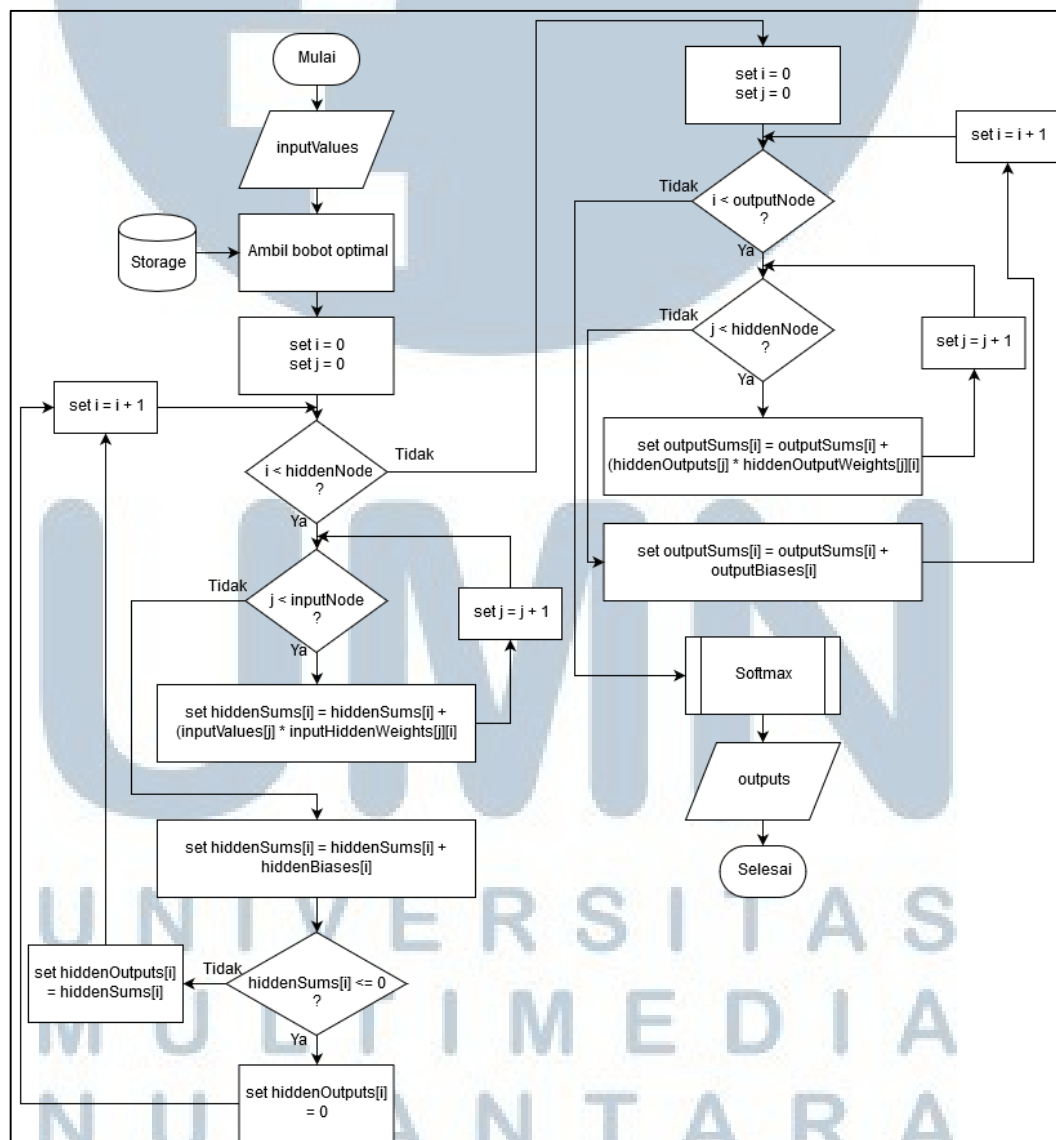 Mulai
inputValues
Storage
Ambil bobot optimal
set i = 0
set j = 0
set i = i + 1
i < hiddenNode
?
Tidak
Ya
j < inputNode
?
Tidak
Ya
set j = j + 1
set hiddenSums[i] = hiddenSums[i] +
(inputValues[j] * inputHiddenWeights[j][i]
set hiddenSums[i] = hiddenSums[i] +
hiddenBiases[i]
hiddenSums[i] <= 0
?
Tidak
Ya
set hiddenOutputs[i]
= hiddenSums[i]
set hiddenOutputs[i]
= 0
set i = 0
set j = 0
set i = i + 1
i < outputNode
?
Tidak
Ya
j < hiddenNode
?
Tidak
Ya
set j = j + 1
set outputSums[i] = outputSums[i] +
(hiddenOutputs[j] * hiddenOutputWeights[j][i]
set outputSums[i] = outputSums[i] +
outputBiases[i]
Softmax
outputs
Selesai
UMN
UNIVERSITAS
MULTIMEDIA
NUSANTARA